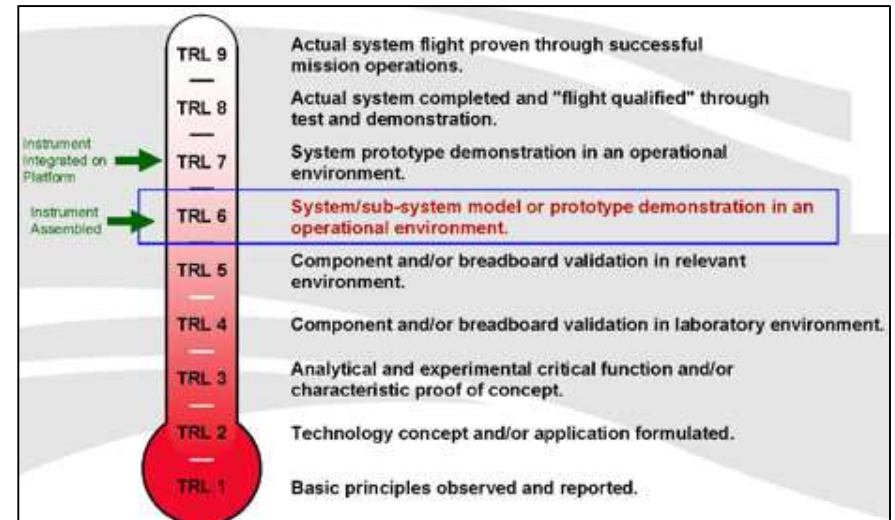 TRL 9
Actual system flight proven through successful
mission operations.
TRL 8
Actual system completed and "flight qualified" through
test and demonstration.
Instrument
Integrated on
Platform
TRL 7
System prototype demonstration in an operational
environment.
Instrument
Assembled
TRL 6
System/sub-system model or prototype demonstration in an
operational environment.
TRL 5
Component and/or breadboard validation in relevant
environment.
TRL 4
Component and/or breadboard validation in laboratory environment.
TRL 3
Analytical and experimental critical function and/or
characteristic proof of concept.
TRL 2
Technology concept and/or application formulated.
TRL 1
Basic principles observed and reported.